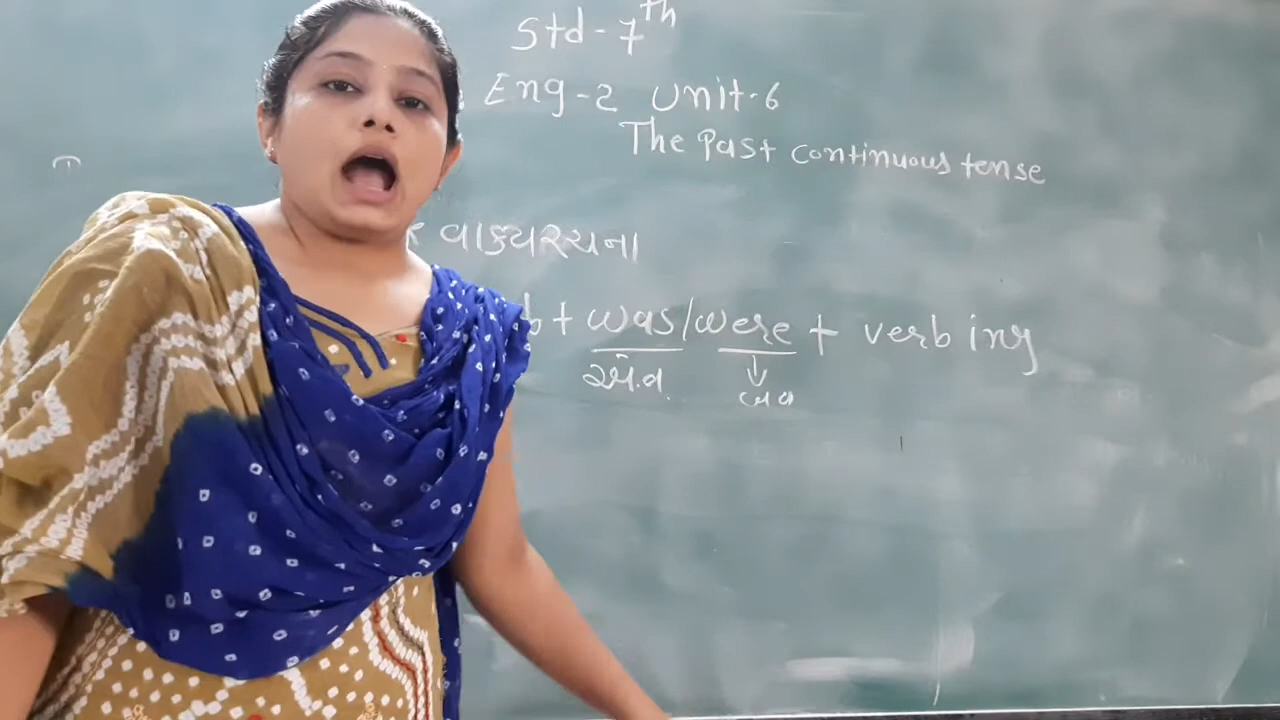 Std-7th
Eng-2 Unit-6
The Past continuous tense
વાક્યરચના
b + was/were + verb ing
એ.વ. બ.વ